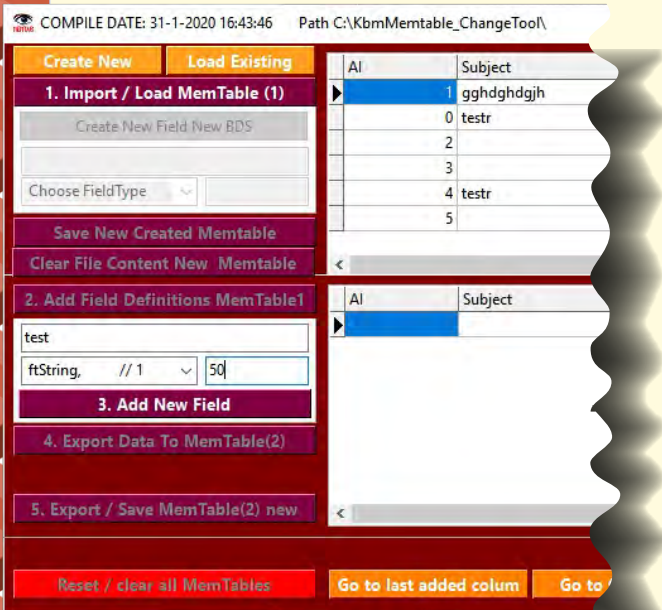 COMPILE DATE: 31-1-2020 16:43:46 Path C:\KbmMemtable_ChangeTool\
Create New Load Existing
1. Import / Load MemTable (1)
Create New Field New BDS
Choose FieldType
Save New Created Memtable
Clear File Content New Memtable
AI Subject
1 gghdghdgjh
0 testr
2
3
4 testr
5
2. Add Field Definitions MemTable1
test
ftString, // 1 50
3. Add New Field
4. Export Data To MemTable(2)
5. Export / Save MemTable(2) new
AI Subject
Reset / clear all MemTables
Go to last added colum Go to